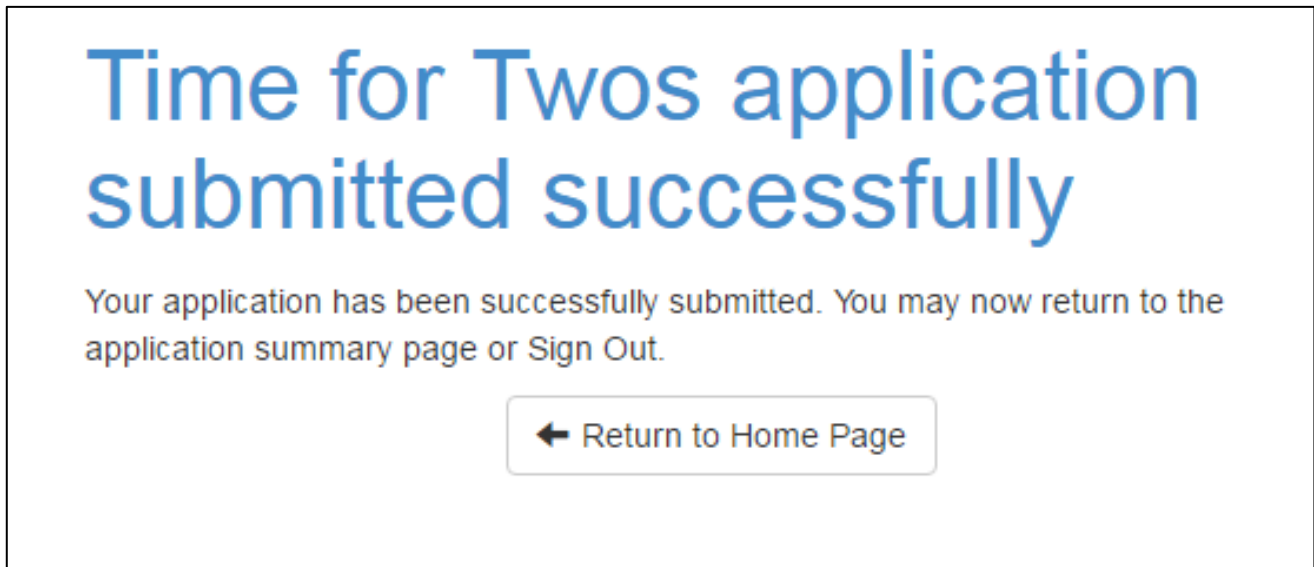 Time for Twos application
submitted successfully
Your application has been successfully submitted. You may now return to the
application summary page or Sign Out.
Return to Home Page